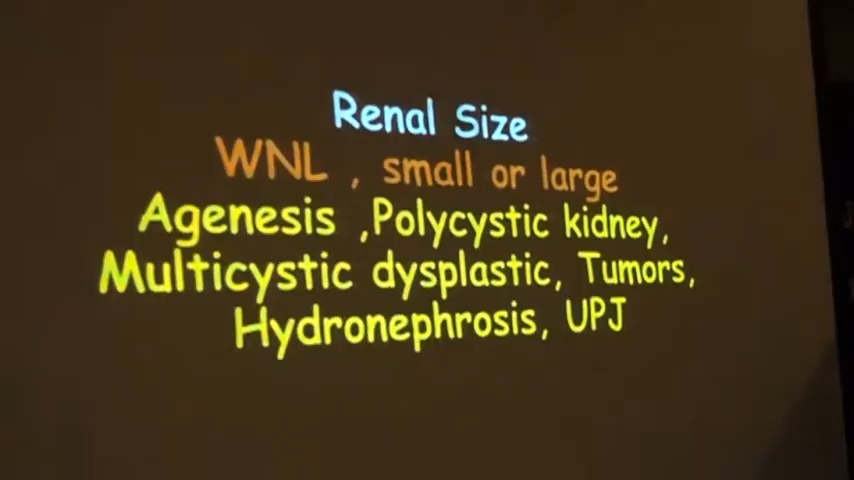 Renal Size
WNL , small or large
Agenesis ,Polycystic kidney,
Multicystic dysplastic, Tumors,
Hydronephrosis, UPJ